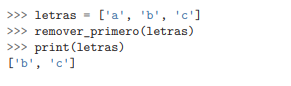 >>> letras = ['a', 'b', 'c']
>>> remover_primero(letras)
>>> print(letras)
['b', 'c']